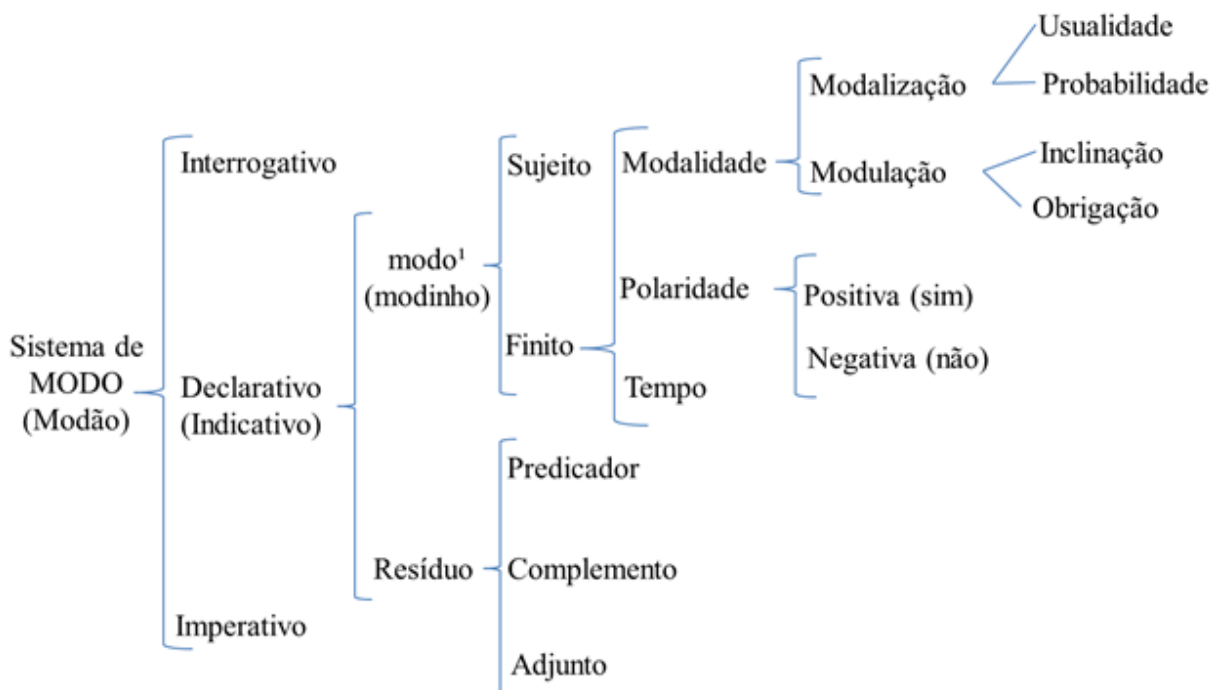 Usualidade
Modalização
Probabilidade
Interrogativo
Sujeito
Modalidade
Inclinação
Modulação
Obrigação
modo¹
(modinho)
Polaridade
Positiva (sim)
Sistema de
MODO
(Modão)
Finito
Negativa (não)
Declarativo
(Indicativo)
Tempo
Predicador
Resíduo
Complemento
Imperativo
Adjunto